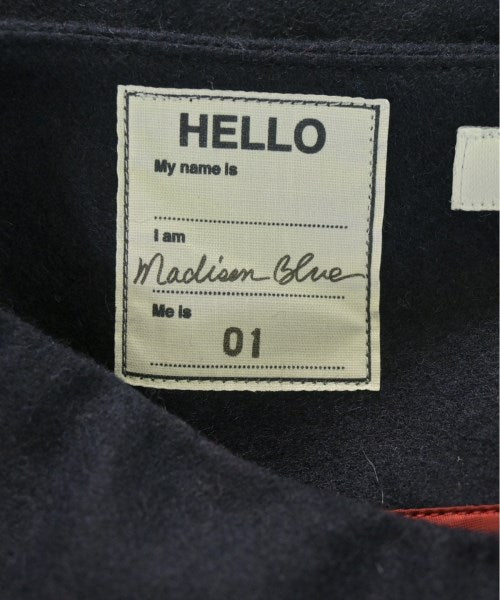 HELLO
My name is
I am
Madison Blue
Me is
01